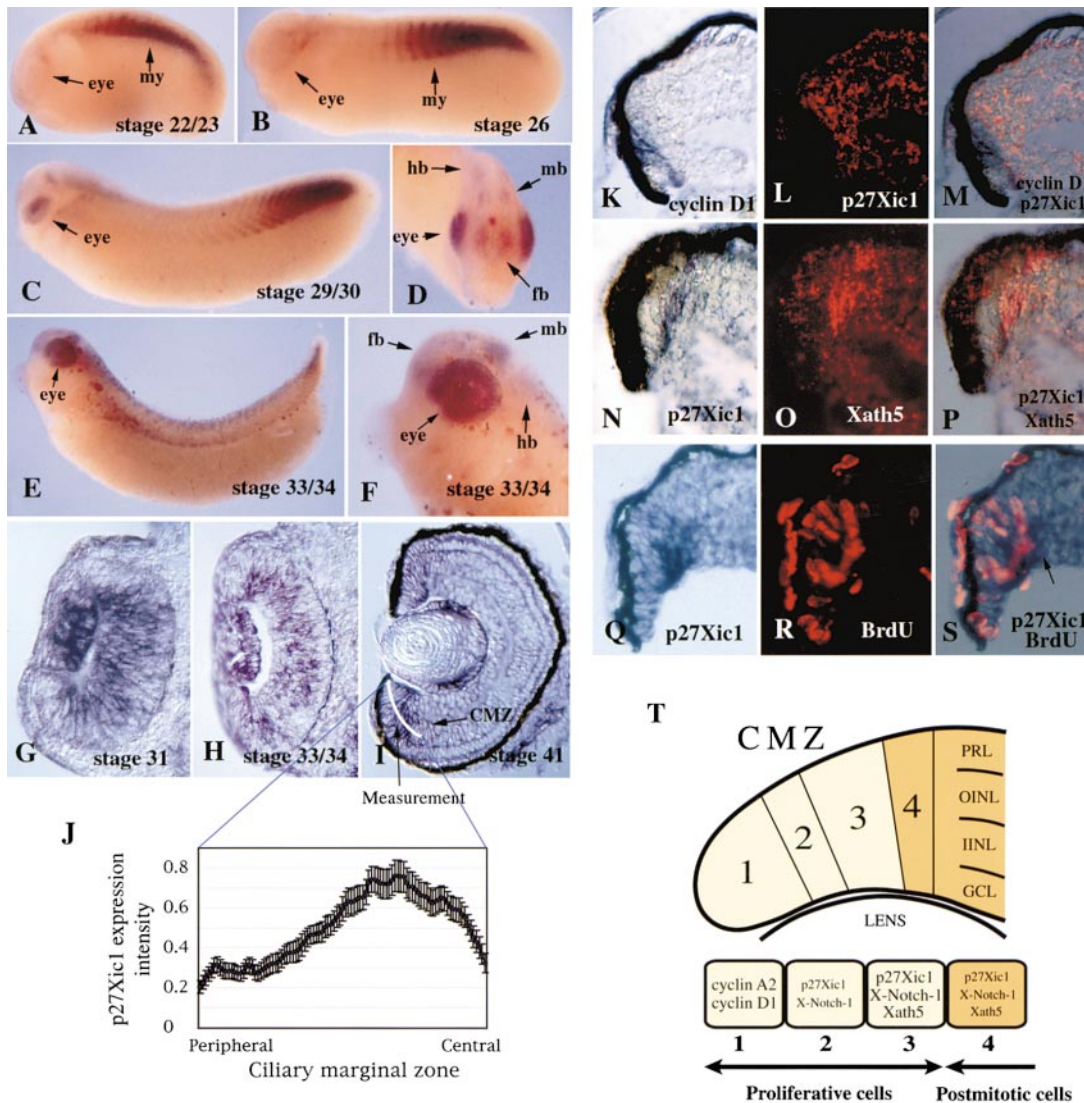 eye
my
A
stage 22/23
eye
my
B
stage 26
eye
C
stage 29/30
hb
mb
eye
D
fb
eye
E
stage 33/34
fb
mb
eye
hb
F
stage 33/34
G
stage 31
H
stage 33/34
CMZ
I
stage 41
Measurement
J
p27Xic1 expression
intensity
0.8
0.6
0.4
0.2
0
Peripheral
Central
Ciliary marginal zone
K
cyclin D1
L
p27Xic1
M
cyclin D
p27Xic1
N
p27Xic1
O
Xath5
P
p27Xic1
Xath5
Q
p27Xic1
R
BrdU
S
p27Xic1
BrdU
T
CMZ
1
2
3
4
PRL
OINL
IINL
GCL
LENS
cyclin A2
cyclin D1
p27Xic1
X-Notch-1
p27Xic1
X-Notch-1
Xath5
p27Xic1
X-Notch-1
Xath5
1
2
3
4
Proliferative cells
Postmitotic cells